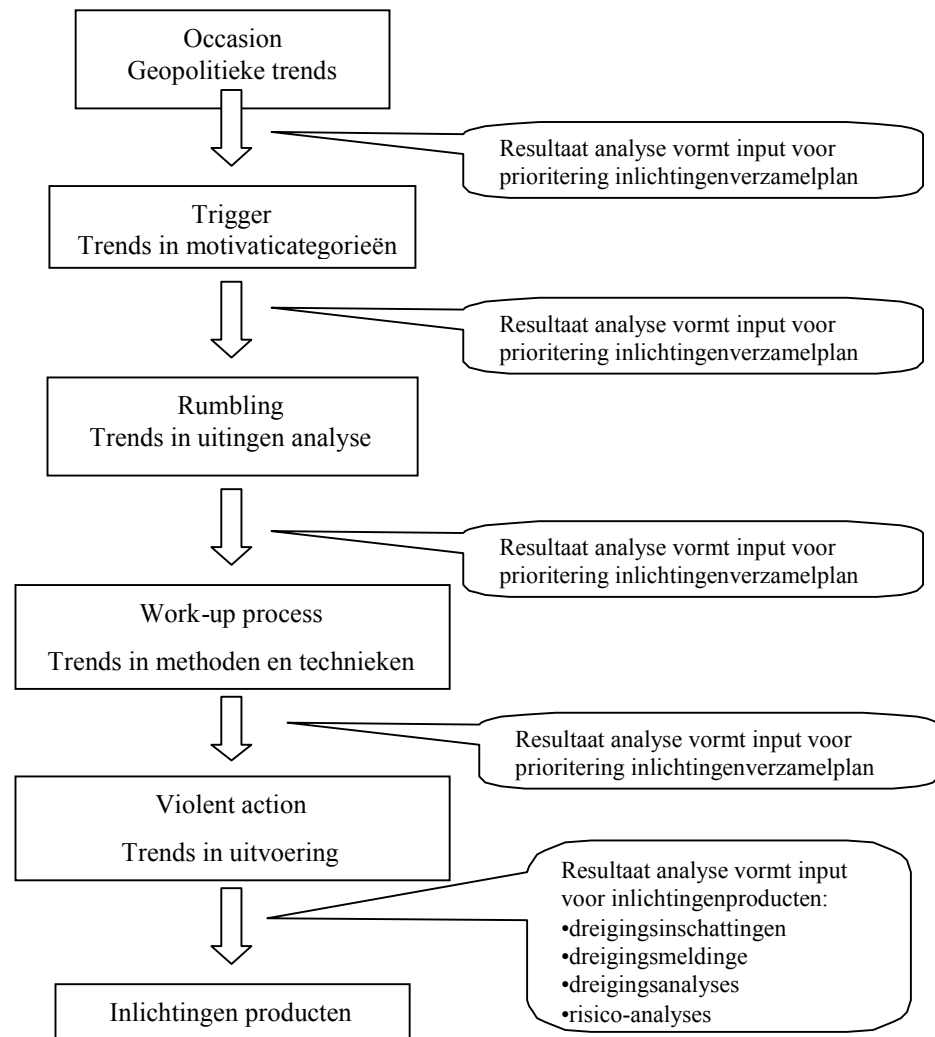 Occasion
Geopolitieke trends
Resultaat analyse vormt input voor
prioritering inlichtingenverzamelplan
Trigger
Trends in motivaticategorieën
Resultaat analyse vormt input voor
prioritering inlichtingenverzamelplan
Rumbling
Trends in uitingen analyse
Resultaat analyse vormt input voor
prioritering inlichtingenverzamelplan
Work-up process
Trends in methoden en technieken
Resultaat analyse vormt input voor
prioritering inlichtingenverzamelplan
Violent action
Trends in uitvoering
Resultaat analyse vormt input
voor inlichtingenproducten:
•dreigingsinschattingen
•dreigingsmeldinge
•dreigingsanalyses
•risico-analyses
Inlichtingen producten